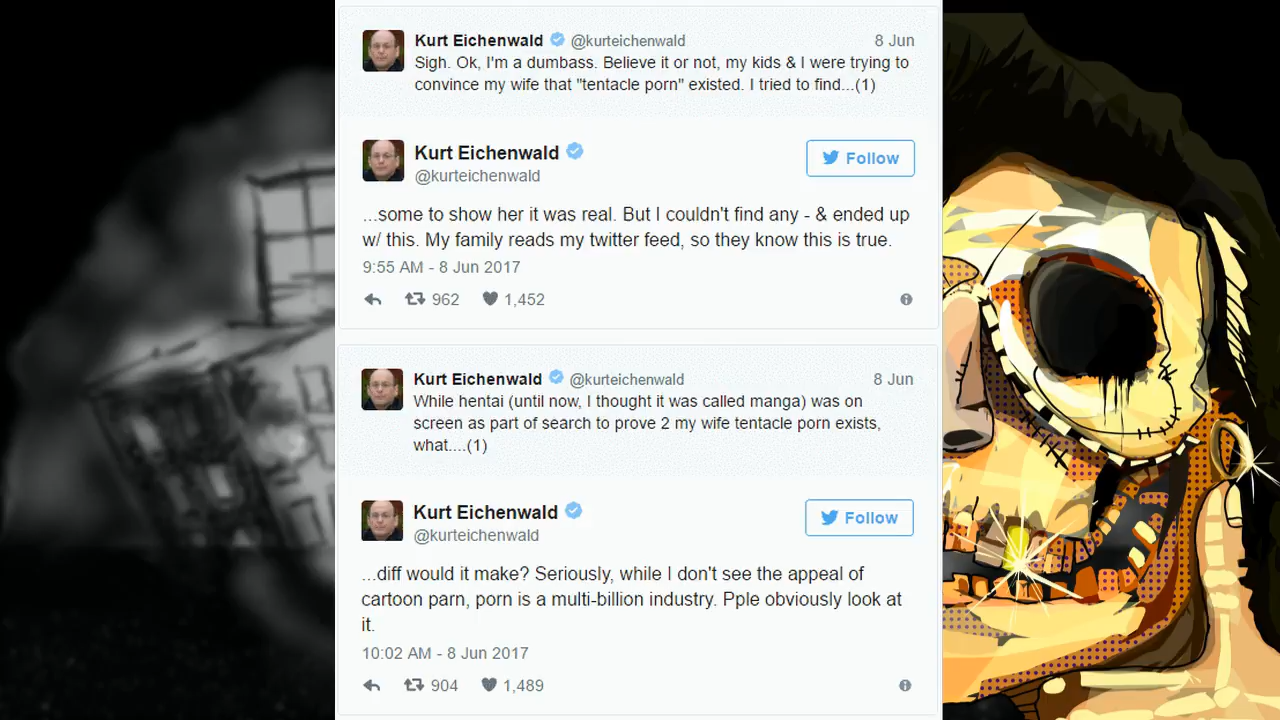 Kurt Eichenwald @kurteichenwald 8 Jun
Sigh. Ok, I'm a dumbass. Believe it or not, my kids & I were trying to
convince my wife that "tentacle porn" existed. I tried to find...(1)
Kurt Eichenwald
@kurteichenwald
Follow
...some to show her it was real. But I couldn't find any - & ended up
w/ this. My family reads my twitter feed, so they know this is true.
9:55 AM - 8 Jun 2017
962 1,452
Kurt Eichenwald @kurteichenwald 8 Jun
While hentai (until now, I thought it was called manga) was on
screen as part of search to prove 2 my wife tentacle porn exists,
what....(1)
Kurt Eichenwald
@kurteichenwald
Follow
...diff would it make? Seriously, while I don't see the appeal of
cartoon parn, porn is a multi-billion industry. Pple obviously look at
it.
10:02 AM - 8 Jun 2017
904 1,489